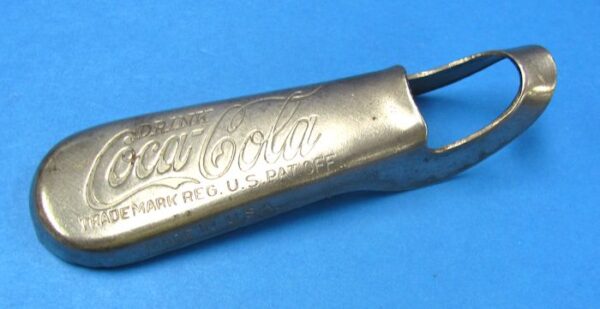 DRINK
Coca-Cola
TRADE MARK REG. U.S. PAT. OFF.